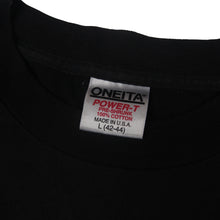 ONEITA
POWER-T
PRE-SHRUNK
100% COTTON
MADE IN U.S.A.
L (42-44)